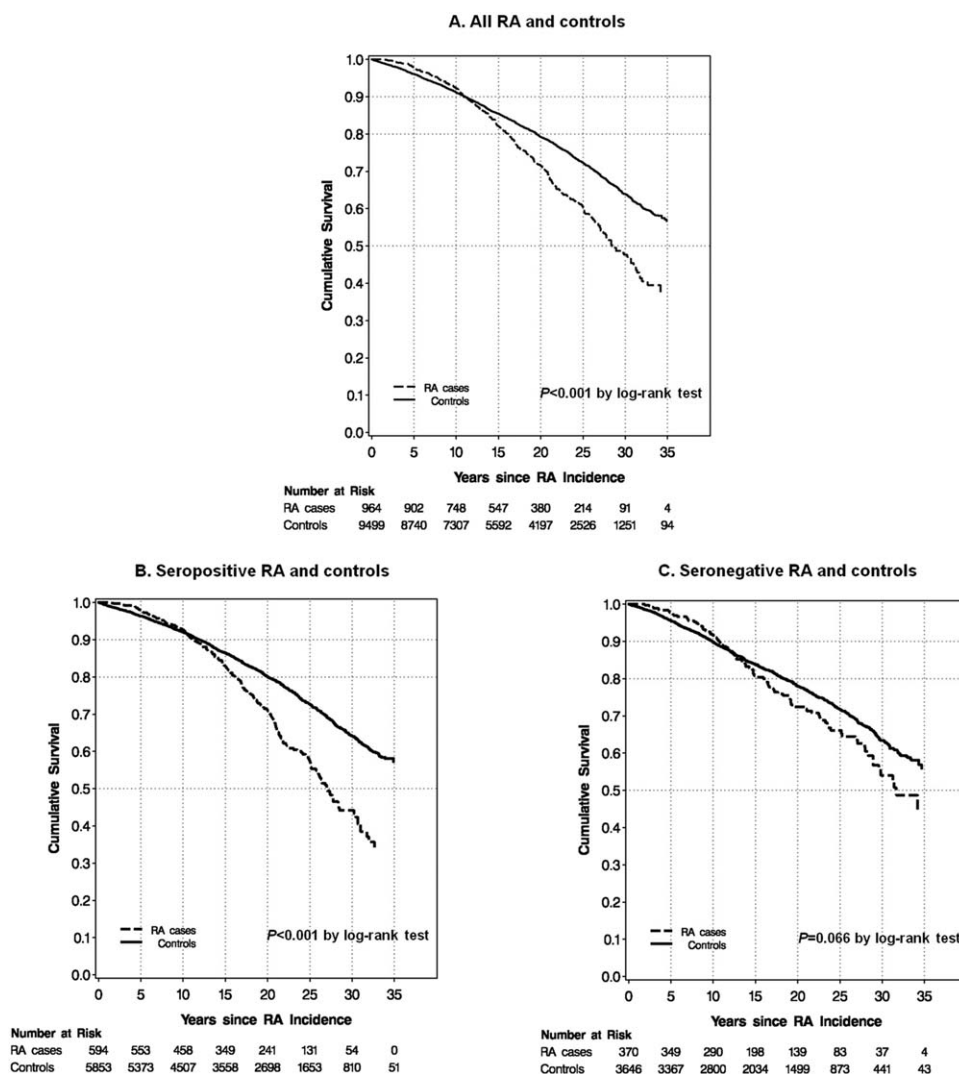 A. All RA and controls
1.0
0.9
0.8
0.7
0.6
0.5
0.4
0.3
0.2
0.1
0.0
Cumulative Survival
RA cases
Controls
P<0.001 by log-rank test
0 5 10 15 20 25 30 35
Years since RA Incidence
Number at Risk
RA cases 964 902 748 547 380 214 91 4
Controls 9499 8740 7307 5592 4197 2526 1251 94
B. Seropositive RA and controls
1.0
0.9
0.8
0.7
0.6
0.5
0.4
0.3
0.2
0.1
0.0
Cumulative Survival
RA cases
Controls
P<0.001 by log-rank test
0 5 10 15 20 25 30 35
Years since RA Incidence
Number at Risk
RA cases 594 553 458 349 241 131 54 0
Controls 5853 5373 4507 3558 2698 1653 810 51
C. Seronegative RA and controls
1.0
0.9
0.8
0.7
0.6
0.5
0.4
0.3
0.2
0.1
0.0
Cumulative Survival
RA cases
Controls
P=0.066 by log-rank test
0 5 10 15 20 25 30 35
Years since RA Incidence
Number at Risk
RA cases 370 349 290 198 139 83 37 4
Controls 3646 3367 2800 2034 1499 873 441 43